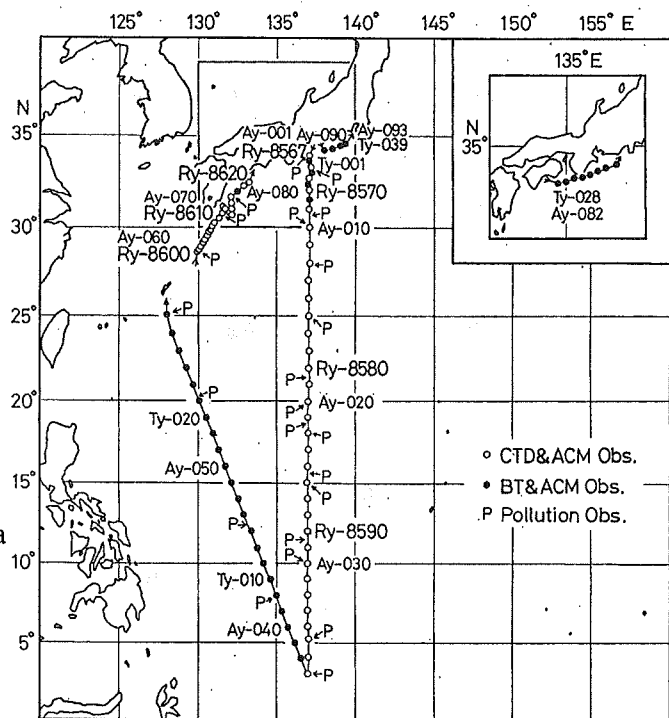 125° 130° 135° 140° 145° 150° 155° E
135° E
N
N
35°
35°
Ay-001 Ay-090 Ay-093
Ry-8567 Ty-039
Ry-8620 Ty-001
P
Ay-070 Ay-080 Ry-8570
Ry-8610 P
P P
Ty-028
Ay-082
30°
Ay-010
Ay-060
Ry-8600
P
P
25°
P
P
Ry-8580
P
20°
P
P Ay-020
P
Ty-020
P
Ay-050
P
15°
P
○ CTD&ACM Obs.
● BT&ACM Obs.
P Pollution Obs.
P
P Ry-8590
a
10°
P Ay-030
Ty-010
P
Ay-040
5°
P
P